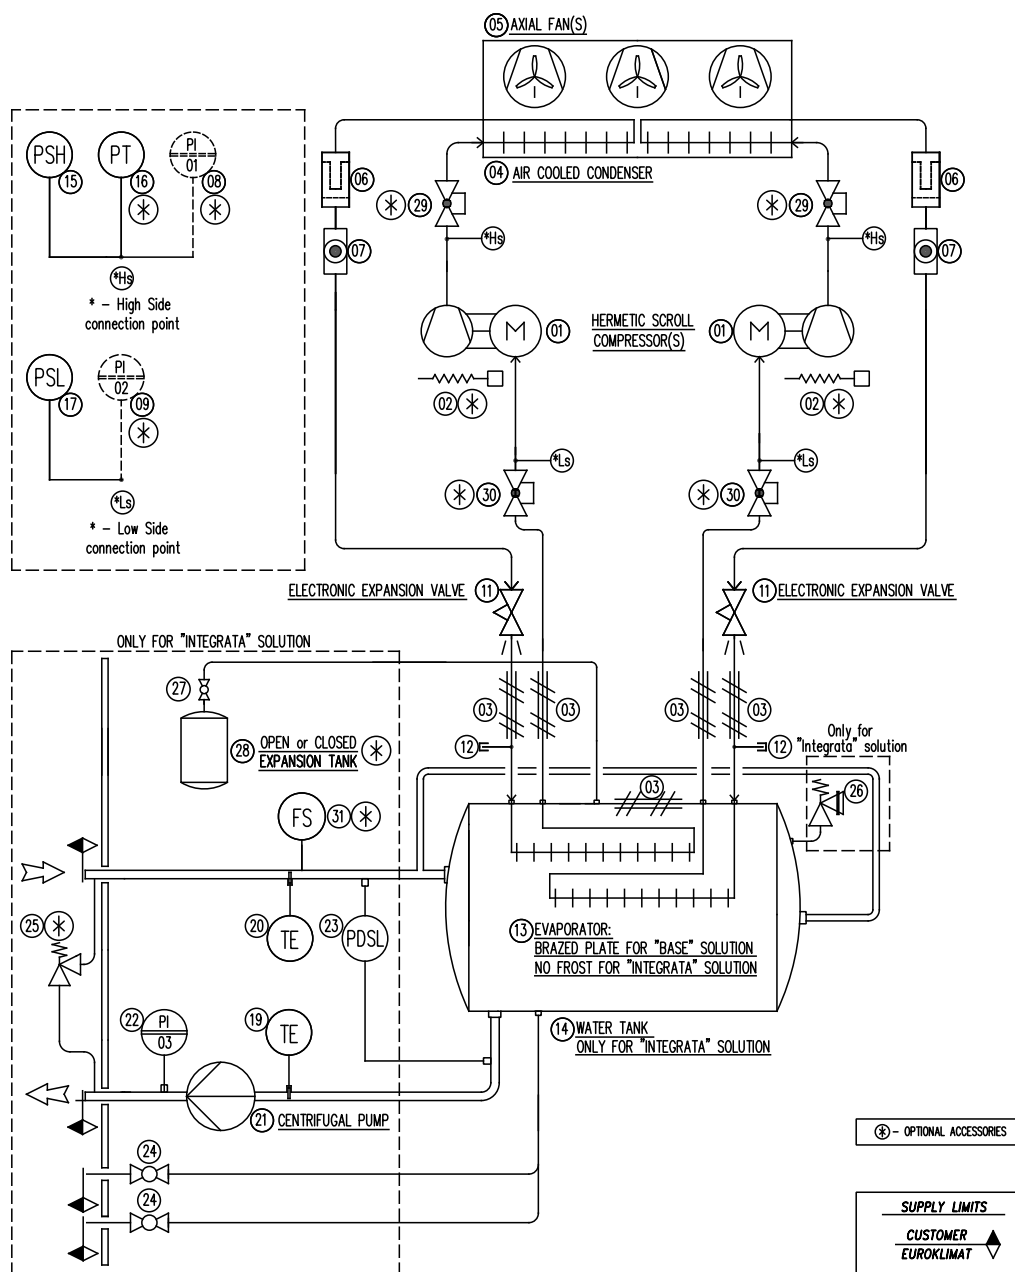 05 AXIAL FAN(S)
04 AIR COOLED CONDENSER
PSH
15
PT
16
PI
01
08
*Hs
* - High Side
connection point
PSL
17
PI
02
09
*Ls
* - Low Side
connection point
06
29
29
06
07
*Hs
*Hs
07
M
01
HERMETIC SCROLL
COMPRESSOR(S)
01
M
02
02
*Ls
*Ls
30
30
ELECTRONIC EXPANSION VALVE 11
11 ELECTRONIC EXPANSION VALVE
ONLY FOR "INTEGRATA" SOLUTION
27
28 OPEN or CLOSED
EXPANSION TANK
03
03
03
03
12
12
Only for
"Integrata" solution
26
03
FS
31
25
20
TE
23
PDSL
13 EVAPORATOR:
BRAZED PLATE FOR "BASE" SOLUTION
NO FROST FOR "INTEGRATA" SOLUTION
22
PI
03
19
TE
14 WATER TANK
ONLY FOR "INTEGRATA" SOLUTION
21 CENTRIFUGAL PUMP
24
24
- OPTIONAL ACCESSORIES
SUPPLY LIMITS
CUSTOMER
EUROKLIMAT